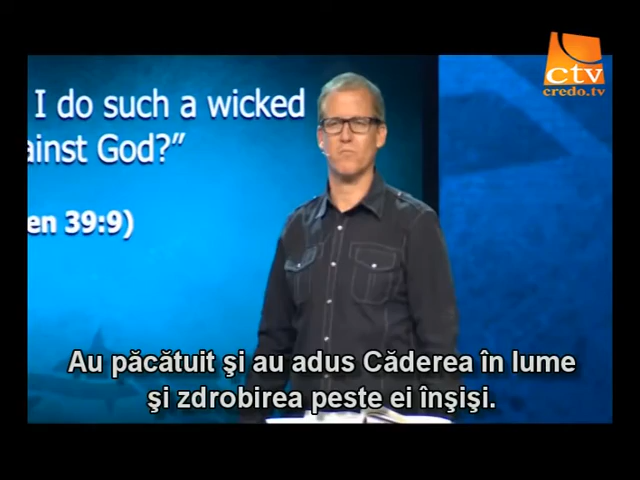 ctv
credo.tv
I do such a wicked
ainst God?”
en 39:9)
Au păcătuit şi au adus Căderea în lume
şi zdrobirea peste ei înşişi.